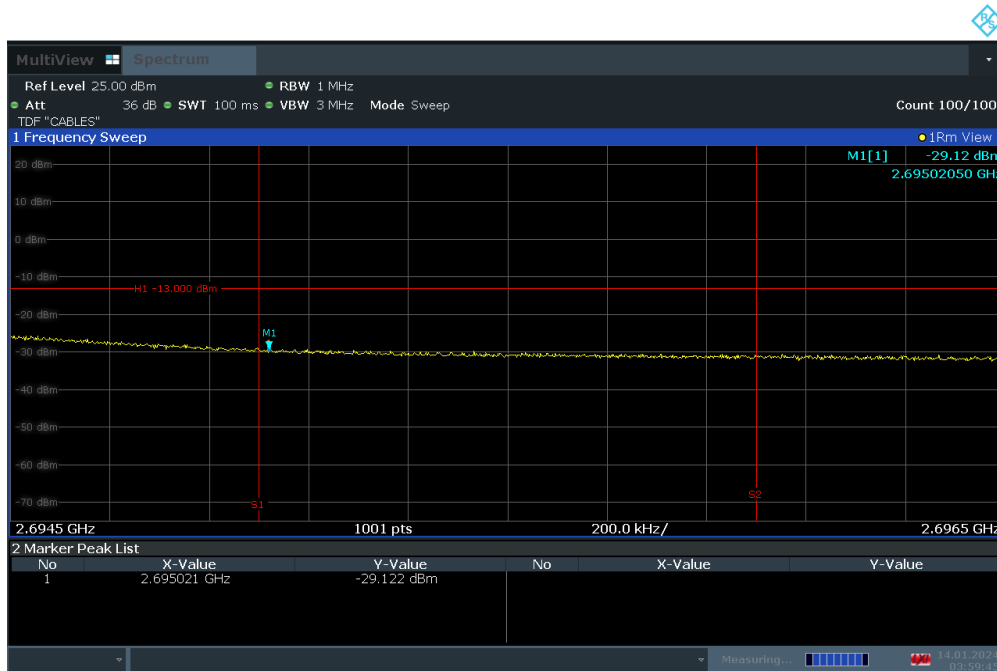 R&S
MultiView Spectrum
Ref Level 25.00 dBm RBW 1 MHz
Att 36 dB SWT 100 ms VBW 3 MHz Mode Sweep Count 100/100
TDF "CABLES"
1 Frequency Sweep 1Rm View
M1[1] -29.12 dBm
2.69502050 GHz
20 dBm
10 dBm
0 dBm
-10 dBm
H1 -13.000 dBm
-20 dBm
M1
-30 dBm
-40 dBm
-50 dBm
-60 dBm
S2
-70 dBm
S1
2.6945 GHz 1001 pts 200.0 kHz/ 2.6965 GHz
2 Marker Peak List
No X-Value Y-Value No X-Value Y-Value
1 2.695021 GHz -29.122 dBm
Measuring... 14.01.2024